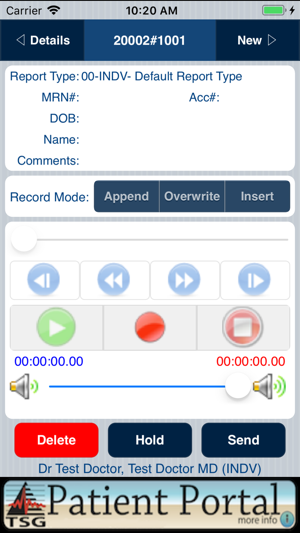 Carrier 10:20 AM
Details 20002#1001 New
Report Type: 00-INDV- Default Report Type
MRN#: Acc#:
DOB:
Name:
Comments:
Record Mode: Append Overwrite Insert
00:00:00.00 00:00:00.00
Delete Hold Send
Dr Test Doctor, Test Doctor MD (INDV)
TSG Patient Portal
more info i